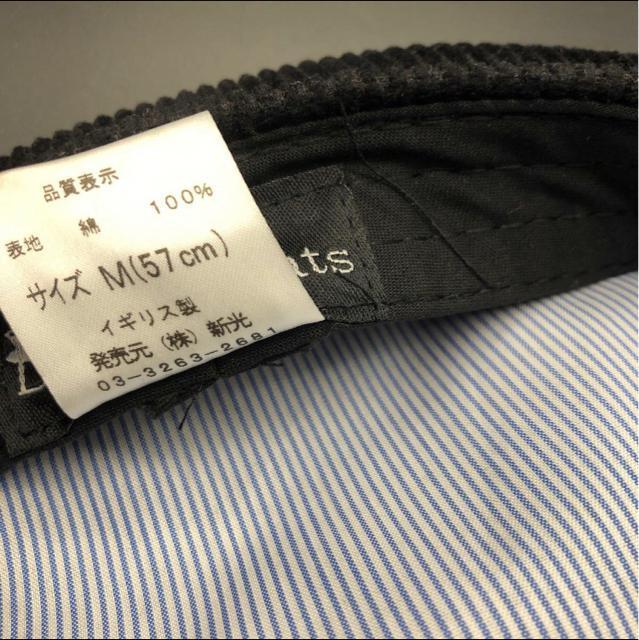 品質表示
表地 綿 100%
サイズ M(57cm)
イギリス製
発売元 (株) 新光
03-3263-2681